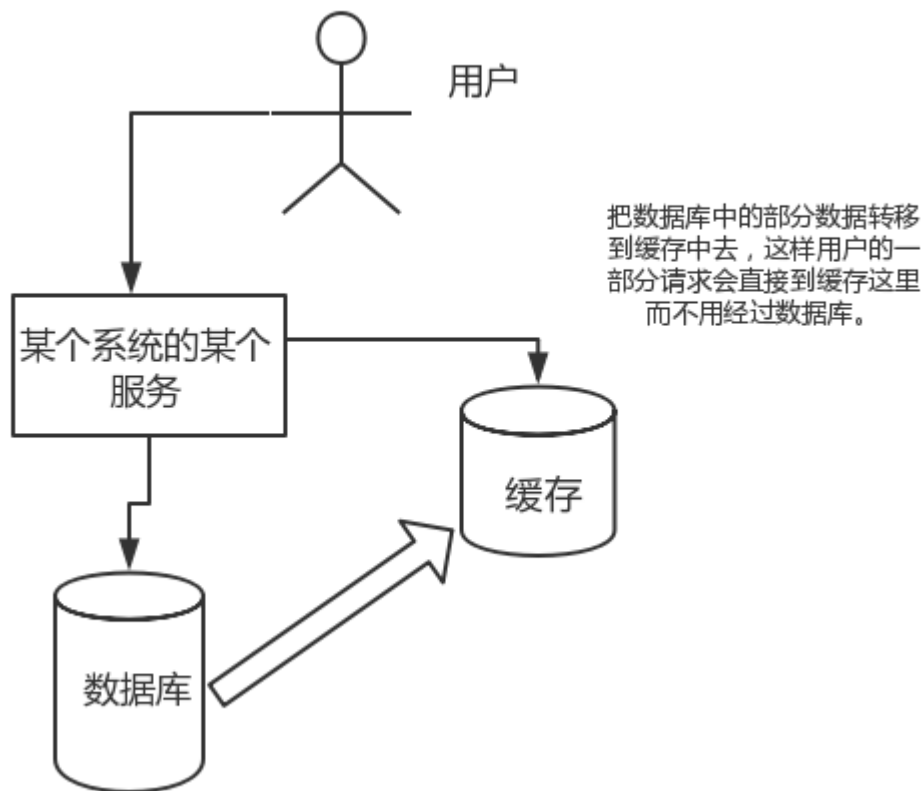 用户
把数据库中的部分数据转移
到缓存中去，这样用户的一
部分请求会直接到缓存这里
而不用经过数据库。
某个系统的某个
服务
缓存
数据库